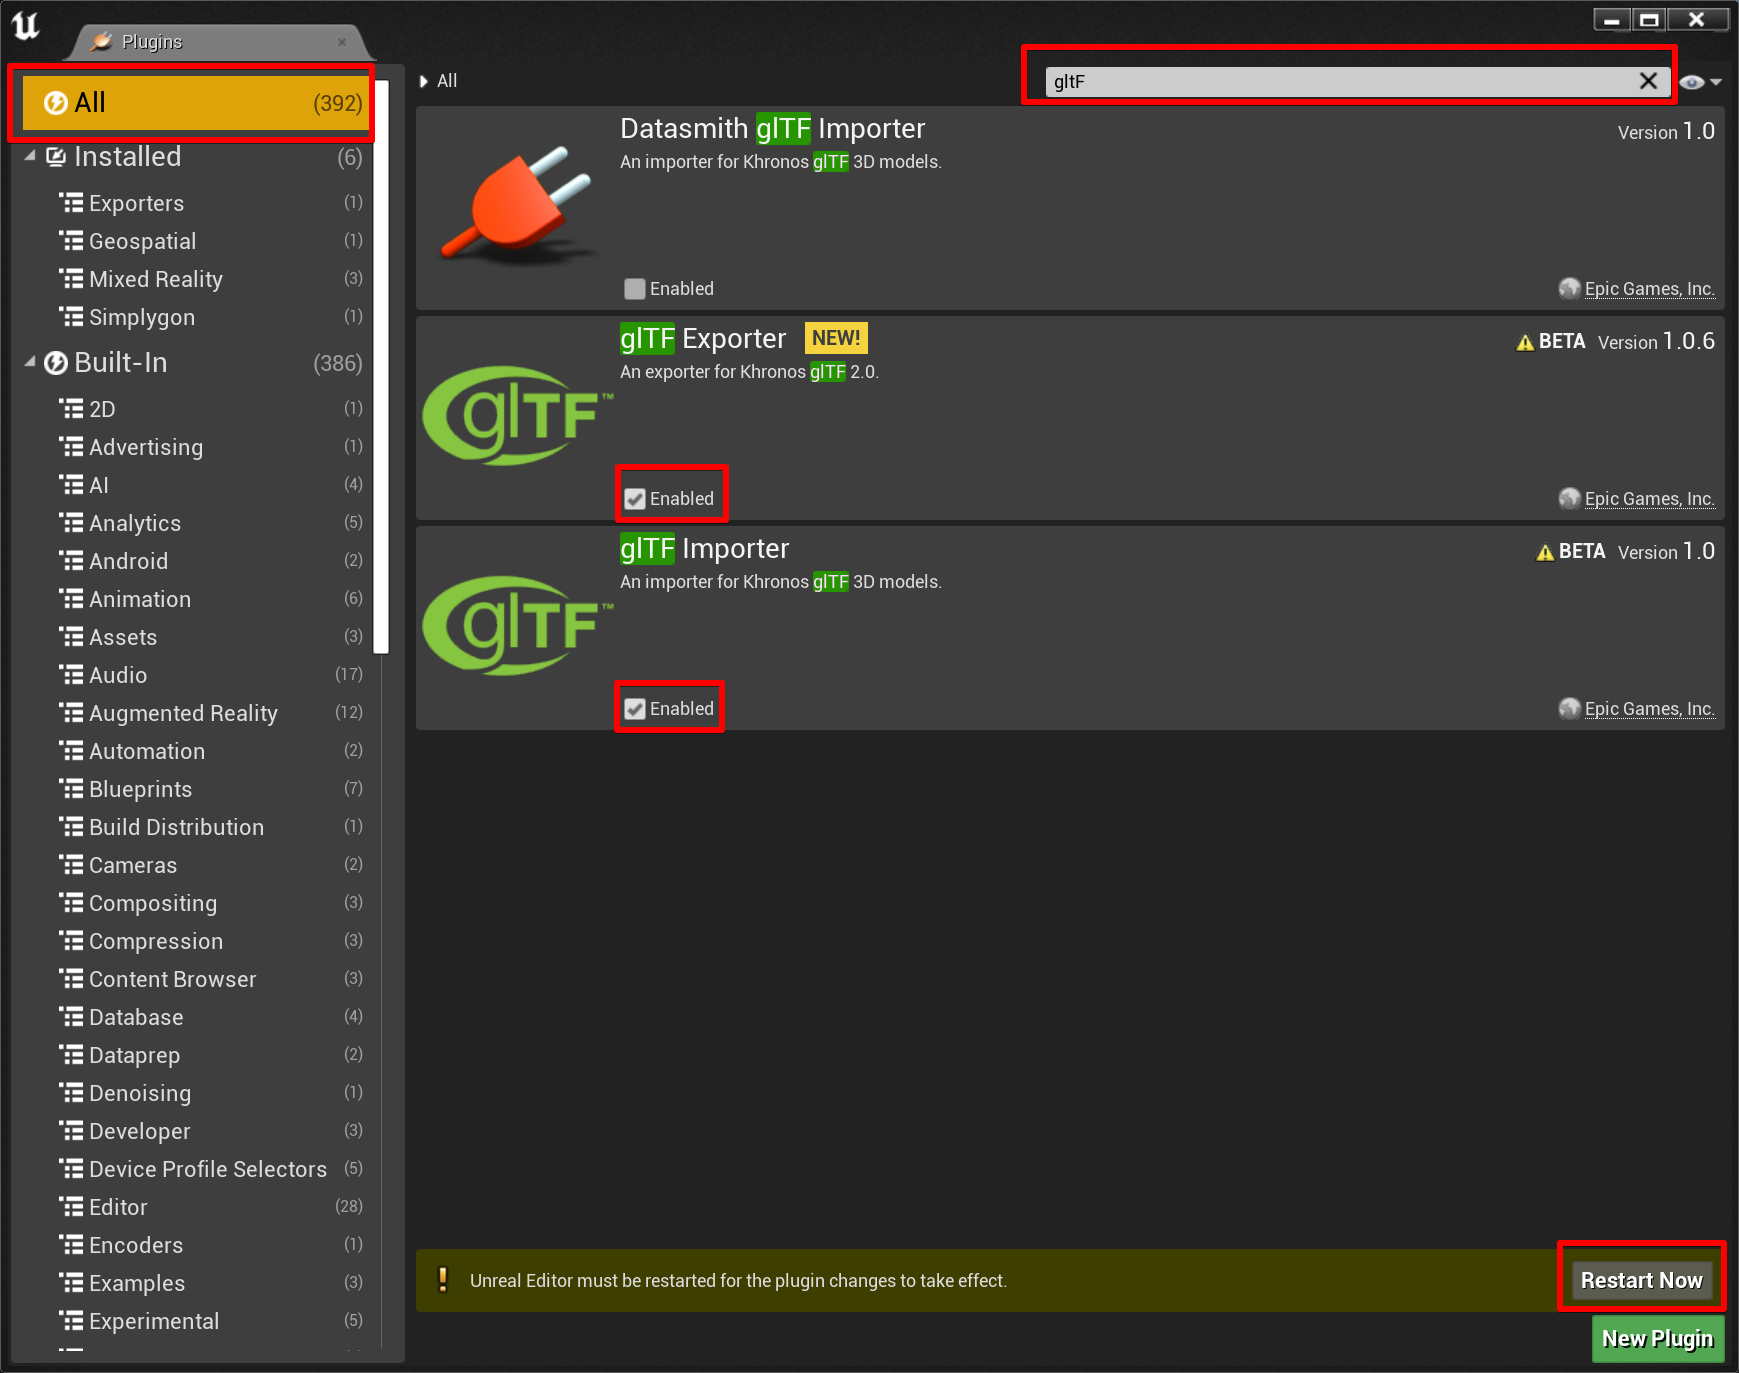 Plugins
All (392)
Installed (6)
Exporters (1)
Geospatial (1)
Mixed Reality (3)
Simplygon (1)
Built-In (386)
2D (1)
Advertising (1)
AI (4)
Analytics (5)
Android (2)
Animation (6)
Assets (3)
Audio (17)
Augmented Reality (12)
Automation (2)
Blueprints (7)
Build Distribution (1)
Cameras (2)
Compositing (3)
Compression (3)
Content Browser (3)
Database (4)
Dataprep (2)
Denoising (1)
Developer (3)
Device Profile Selectors (5)
Editor (28)
Encoders (1)
Examples (3)
Experimental (5)
All
gltF
Datasmith glTF Importer
Version 1.0
An importer for Khronos glTF 3D models.
Enabled
Epic Games, Inc.
glTF Exporter NEW!
BETA Version 1.0.6
An exporter for Khronos glTF 2.0.
glTF™
Enabled
Epic Games, Inc.
glTF Importer
BETA Version 1.0
An importer for Khronos glTF 3D models.
glTF™
Enabled
Epic Games, Inc.
Unreal Editor must be restarted for the plugin changes to take effect.
Restart Now
New Plugin